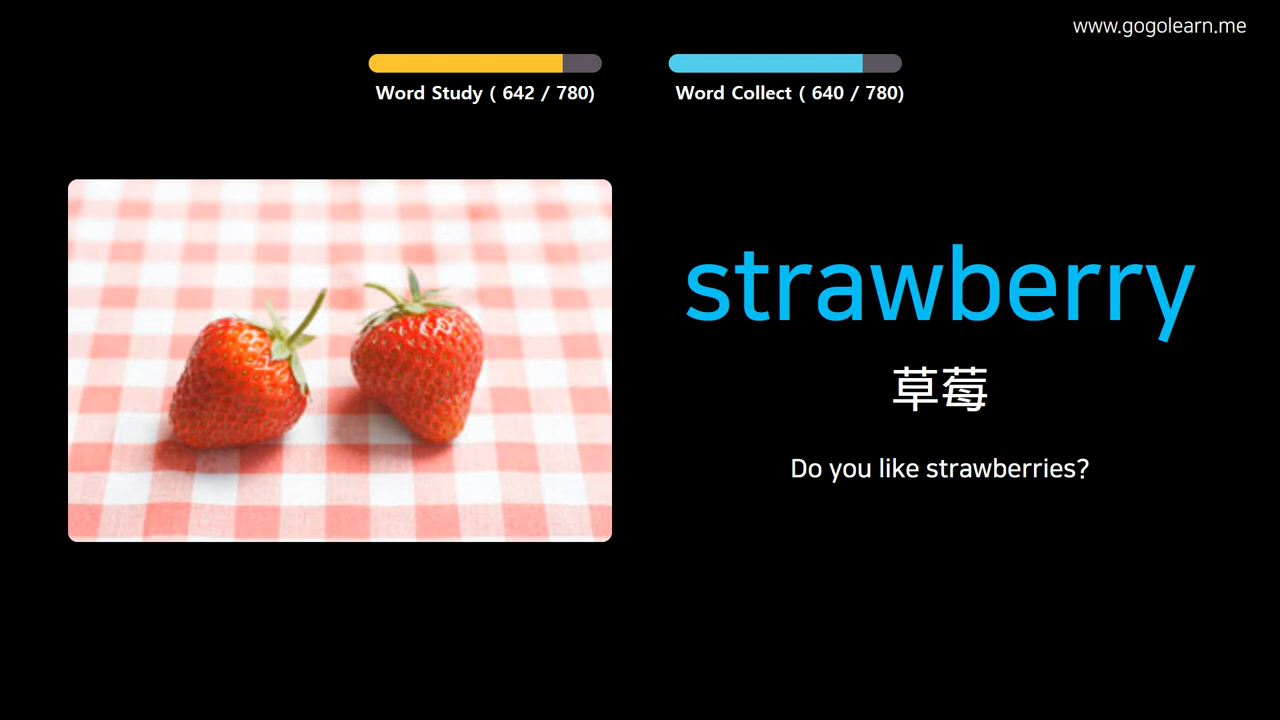 www.gogolearn.me
Word Study ( 642 / 780)
Word Collect ( 640 / 780)
strawberry
草莓
Do you like strawberries?